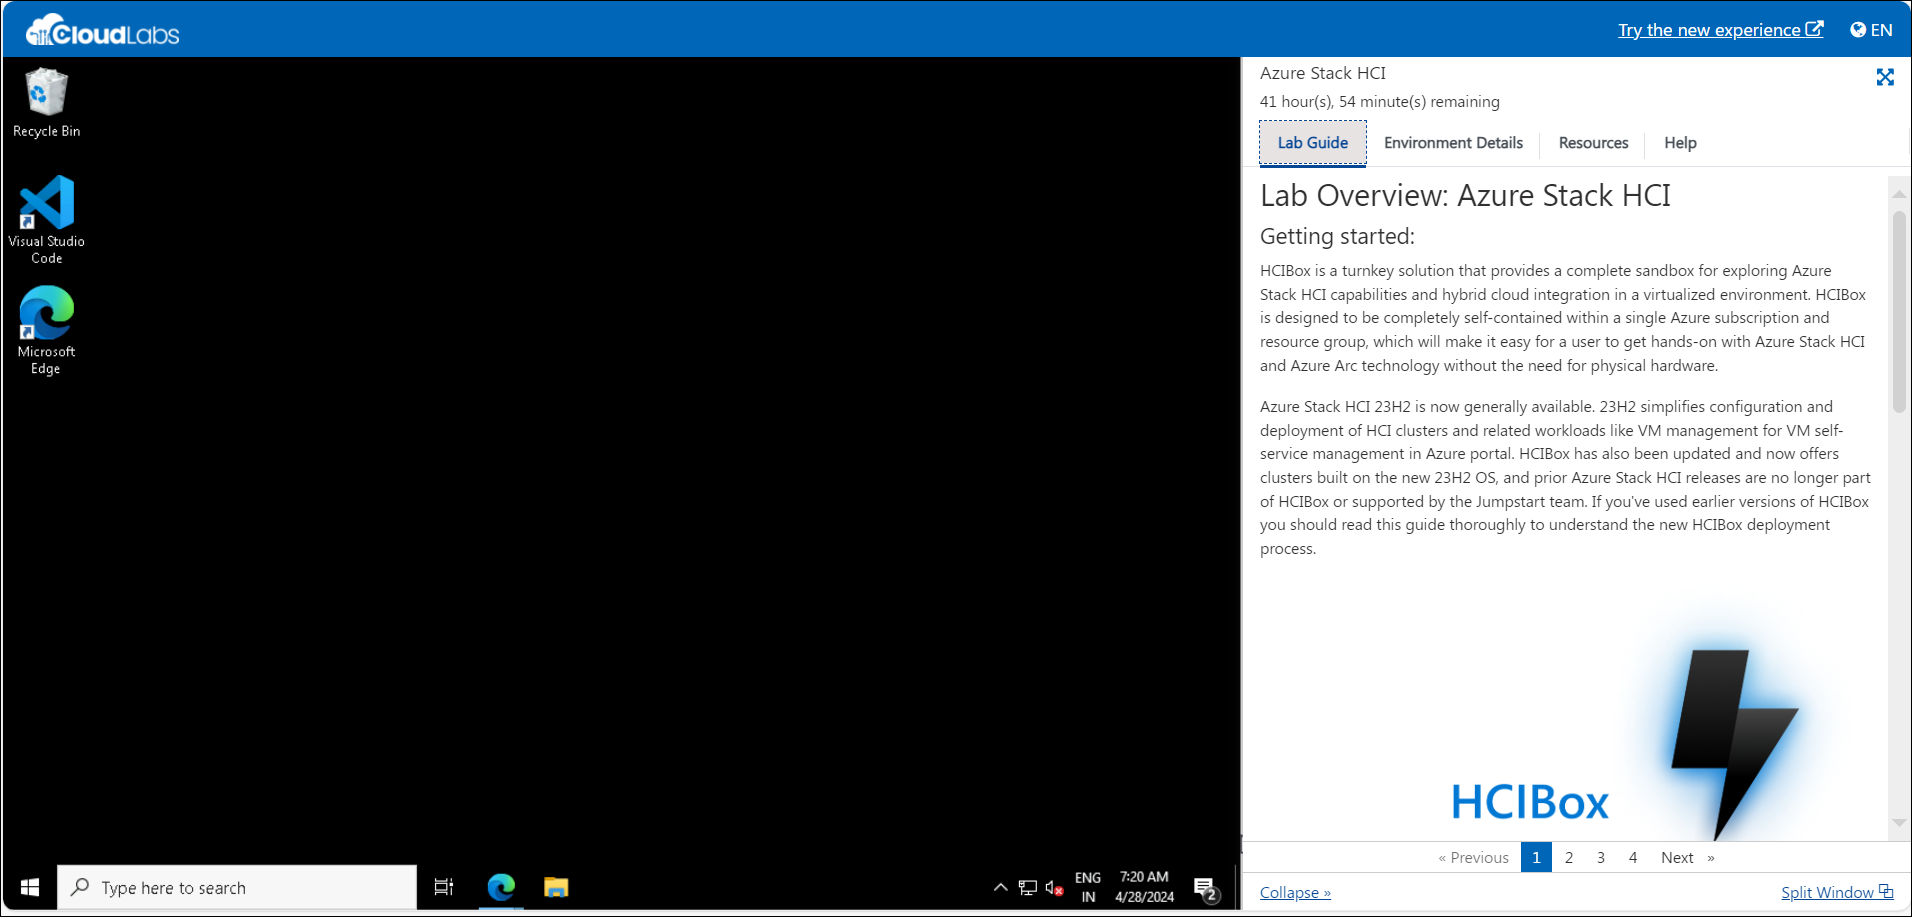 CloudLabs
Try the new experience
EN
Recycle Bin
Visual Studio
Code
Microsoft
Edge
Type here to search
ENG
IN
7:20 AM
4/28/2024
2
Azure Stack HCI
41 hour(s), 54 minute(s) remaining
Lab Guide
Environment Details
Resources
Help
Lab Overview: Azure Stack HCI
Getting started:
HCIBox is a turnkey solution that provides a complete sandbox for exploring Azure
Stack HCI capabilities and hybrid cloud integration in a virtualized environment. HCIBox
is designed to be completely self-contained within a single Azure subscription and
resource group, which will make it easy for a user to get hands-on with Azure Stack HCI
and Azure Arc technology without the need for physical hardware.
Azure Stack HCI 23H2 is now generally available. 23H2 simplifies configuration and
deployment of HCI clusters and related workloads like VM management for VM self-
service management in Azure portal. HCIBox has also been updated and now offers
clusters built on the new 23H2 OS, and prior Azure Stack HCI releases are no longer part
of HCIBox or supported by the Jumpstart team. If you've used earlier versions of HCIBox
you should read this guide thoroughly to understand the new HCIBox deployment
process.
HCIBox
« Previous 1 2 3 4 Next »
Collapse »
Split Window